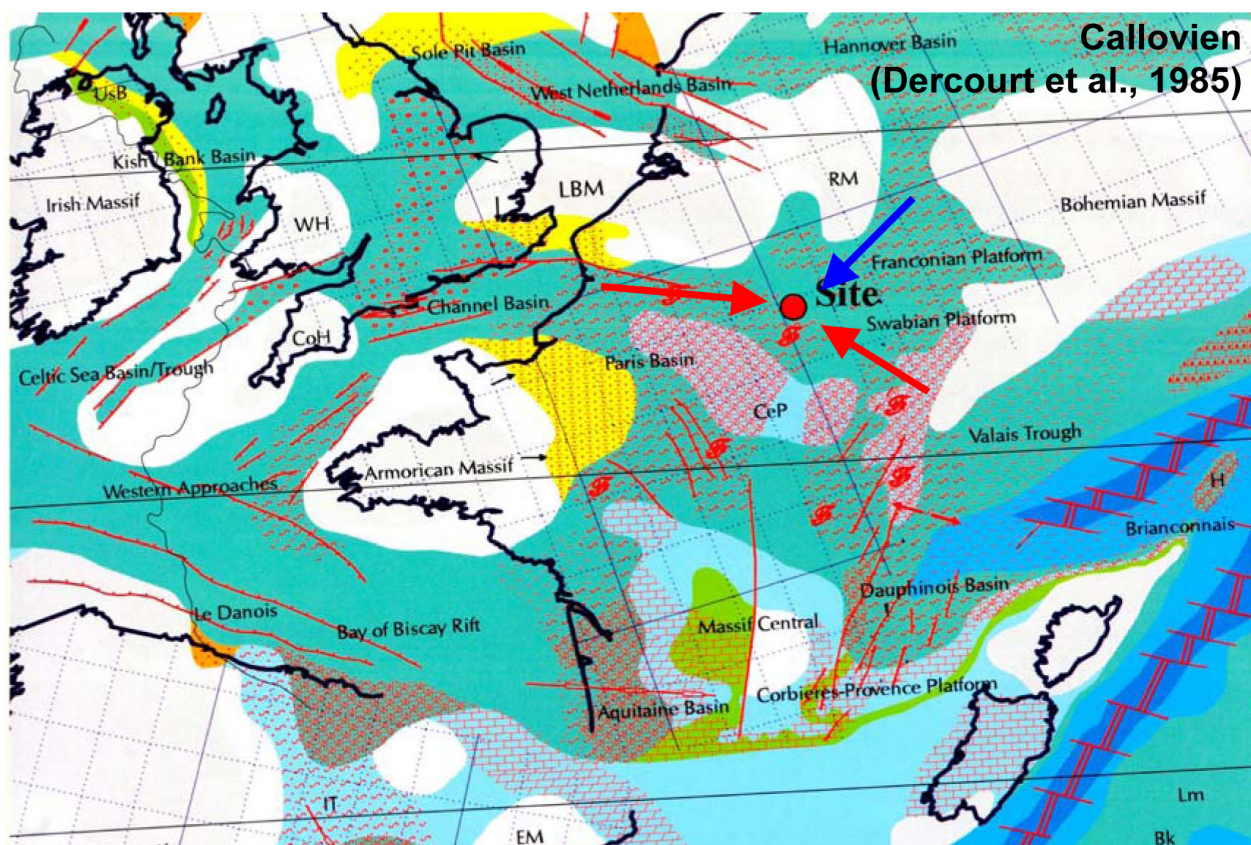 Callovien
(Dercourt et al., 1985)
Sole Pit Basin
Hannover Basin
West Netherlands Basin
UsB
Kish Bank Basin
Irish Massif
WH
LBM
RM
Bohemian Massif
Franconian Platform
Site
Channel Basin
Swabian Platform
CoH
Paris Basin
Celtic Sea Basin/Trough
CeP
Valais Trough
Armorican Massif
Western Approaches
H
Brianconnais
Dauphinois Basin
Le Danois
Bay of Biscay Rift
Massif Central
Corbieres-Provence Platform
Aquitaine Basin
IT
Lm
EM
Bk